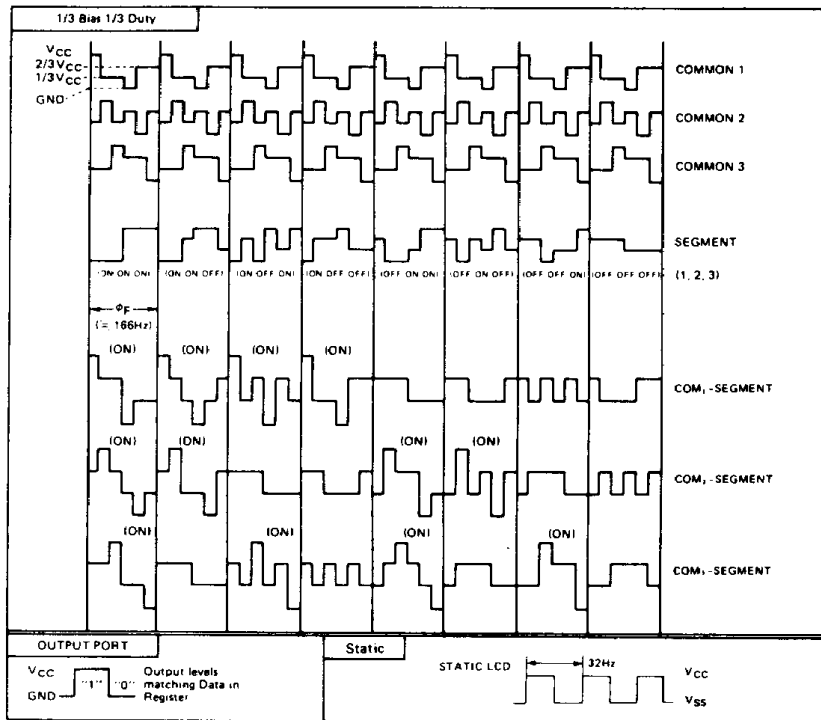 1/3 Bias 1/3 Duty
VCC
2/3 VCC
1/3 VCC
GND
COMMON 1
COMMON 2
COMMON 3
SEGMENT
(ON ON ON) (ON ON OFF) (ON OFF ON) (ON OFF OFF) (OFF ON ON) (OFF ON OFF) (OFF OFF ON) (OFF OFF OFF) (1, 2, 3)
ΦF
(≒ 166Hz)
(ON) (ON) (ON) (ON)
COM₁-SEGMENT
(ON) (ON) (ON) (ON)
COM₂-SEGMENT
(ON) (ON) (ON) (ON)
COM₃-SEGMENT
OUTPUT PORT
VCC
GND
"1" "0"
Output levels
matching Data in
Register
Static
STATIC LCD
32Hz
VCC
VSS